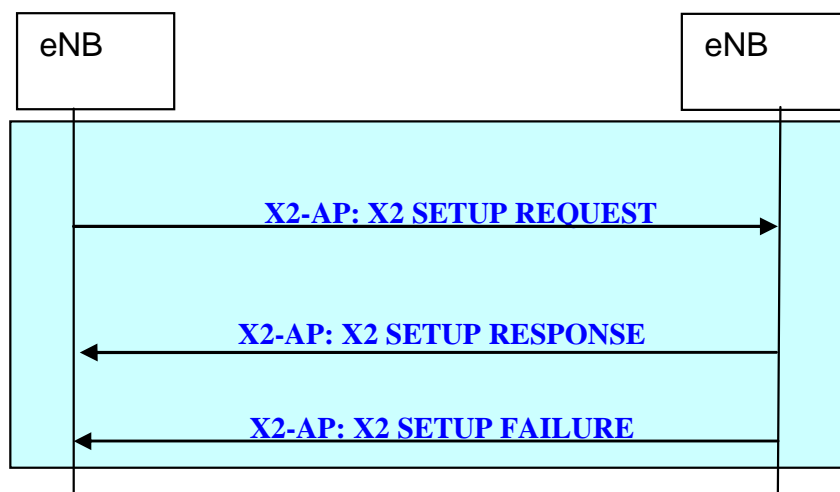 eNB
eNB
X2-AP: X2 SETUP REQUEST
X2-AP: X2 SETUP RESPONSE
X2-AP: X2 SETUP FAILURE